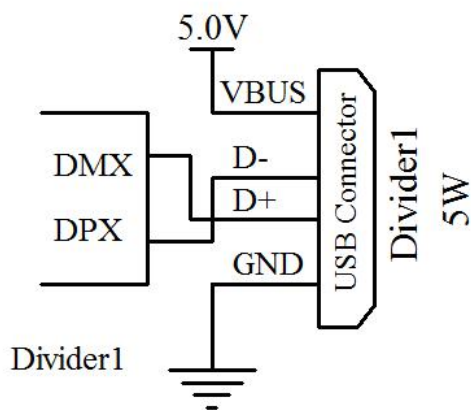 5.0V
VBUS
DMX
D-
DPX
D+
GND
USB Connector
Divider1
5W
Divider1